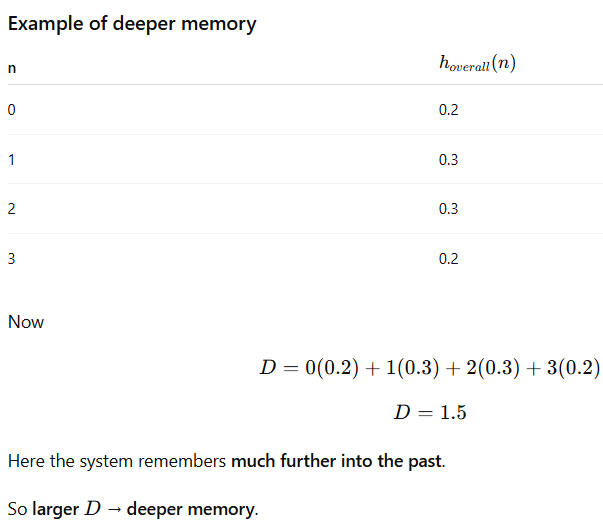 Example of deeper memory
n h_{overall}(n)
0 0.2
1 0.3
2 0.3
3 0.2
Now
D = 0(0.2) + 1(0.3) + 2(0.3) + 3(0.2)
D = 1.5
Here the system remembers much further into the past.
So larger D → deeper memory.